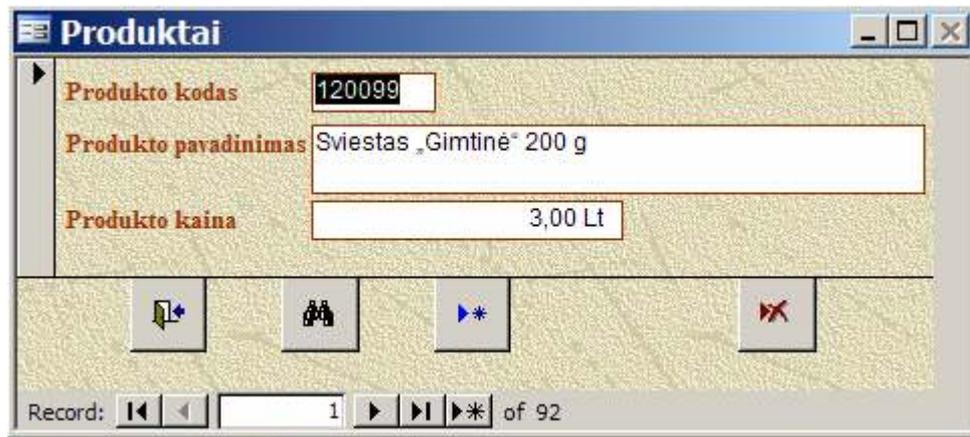 Produktai
Produkto kodas 120099
Produkto pavadinimas Sviestas „Gimtinė“ 200 g
Produkto kaina 3,00 Lt
Record: 1 of 92